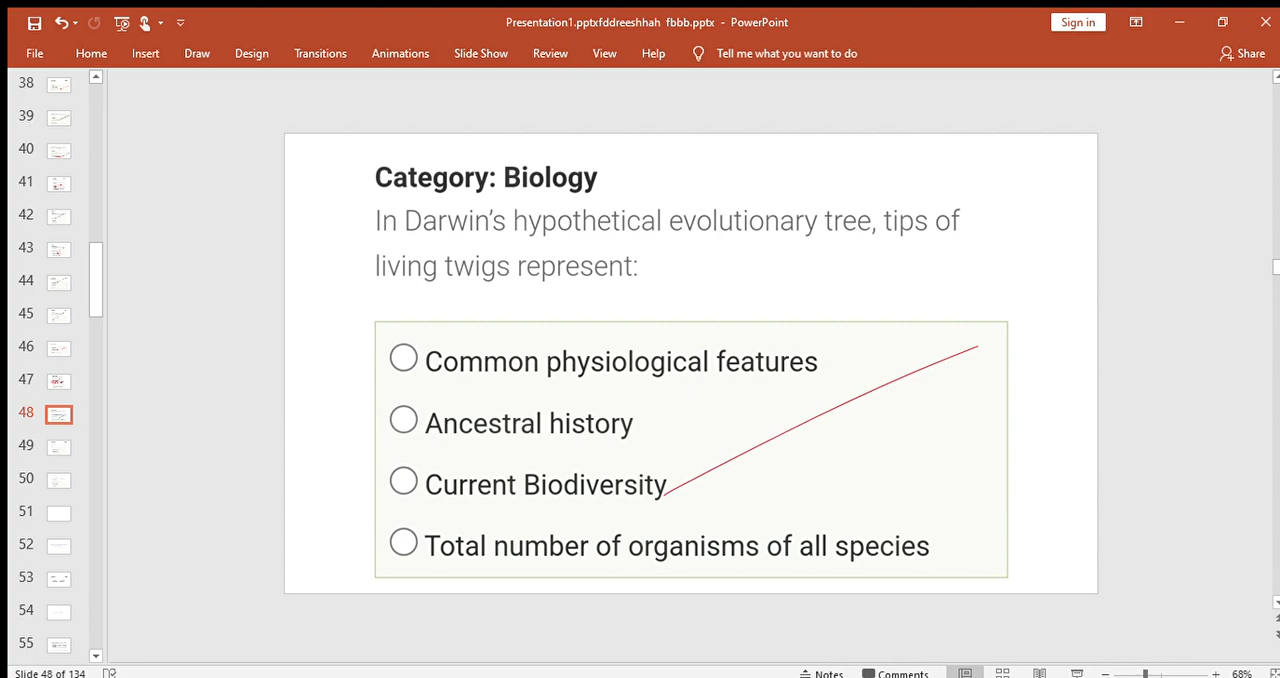 Presentation1.pptxfddreeshhah fbbb.pptx - PowerPoint
Sign in
File Home Insert Draw Design Transitions Animations Slide Show Review View Help Tell me what you want to do Share
38
39
40
41
42
43
44
45
46
47
48
49
50
51
52
53
54
55
Category: Biology
In Darwin's hypothetical evolutionary tree, tips of
living twigs represent:
Common physiological features
Ancestral history
Current Biodiversity
Total number of organisms of all species
Slide 48 of 134 Notes Comments 68%